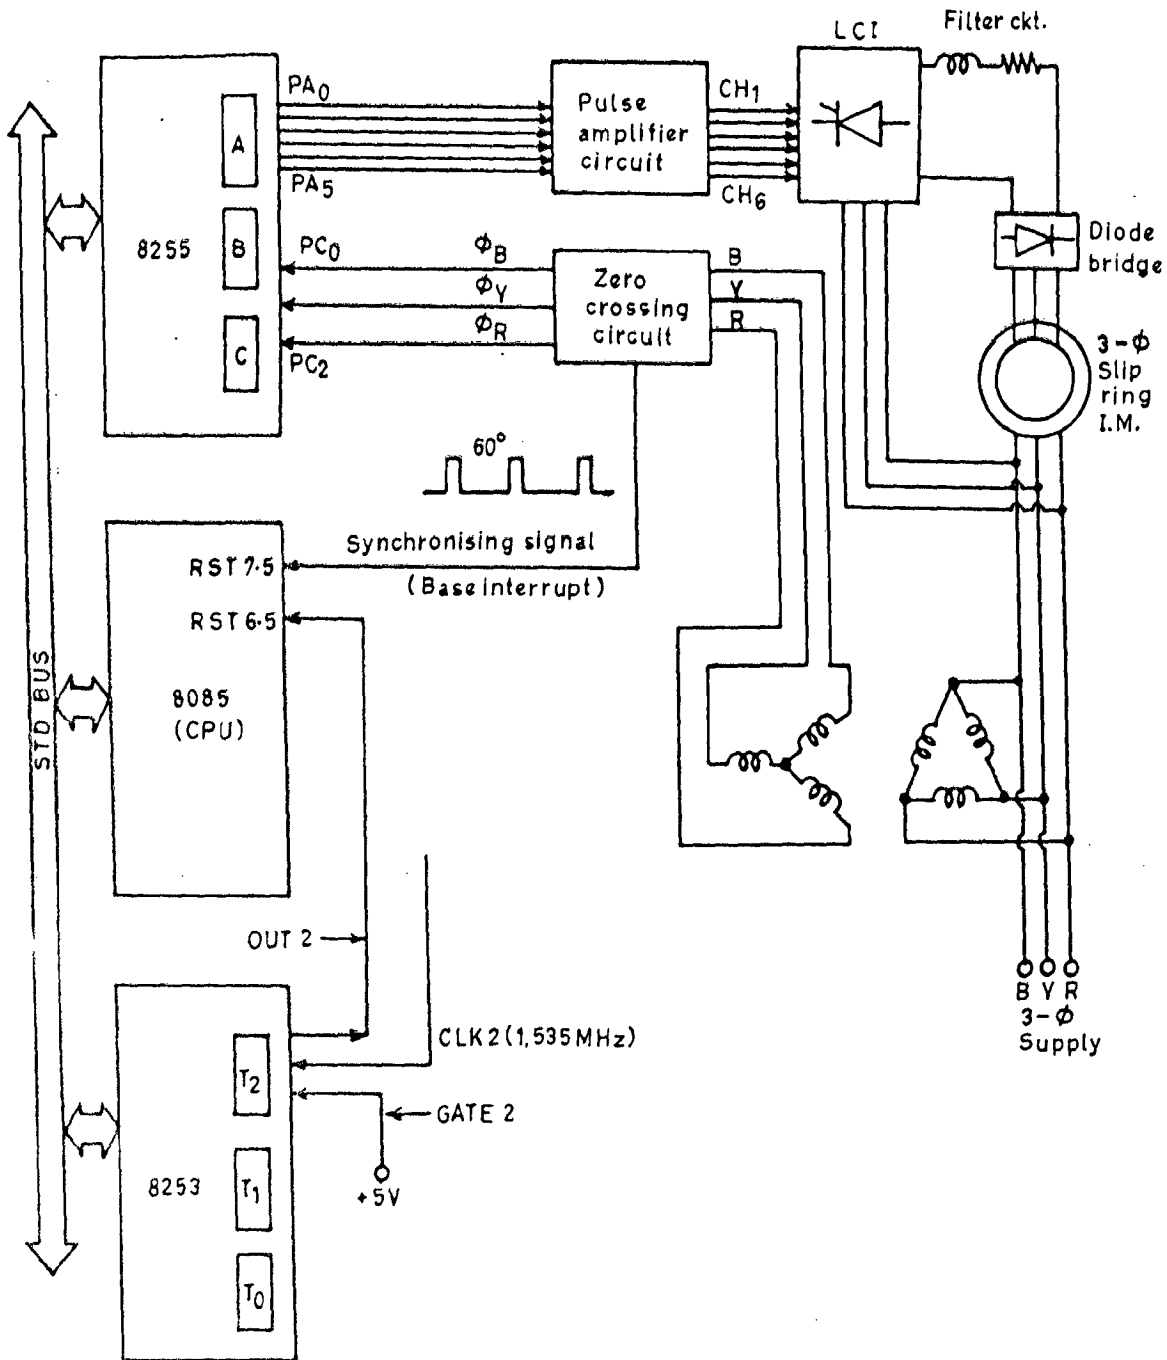 Filter ckt.
LCI
PA0
A
PA5
8255
B
C
Pulse
amplifier
circuit
CH1
CH6
PC0
ΦB
ΦY
ΦR
PC2
Zero
crossing
circuit
B
Y
R
Diode
bridge
3-Φ
Slip
ring
I.M.
60°
Synchronising signal
(Base interrupt)
RST 7.5
RST 6.5
8085
(CPU)
STD BUS
OUT 2
CLK2 (1,535 MHz)
GATE 2
+5V
T2
8253
T1
T0
B Y R
3-Φ
Supply